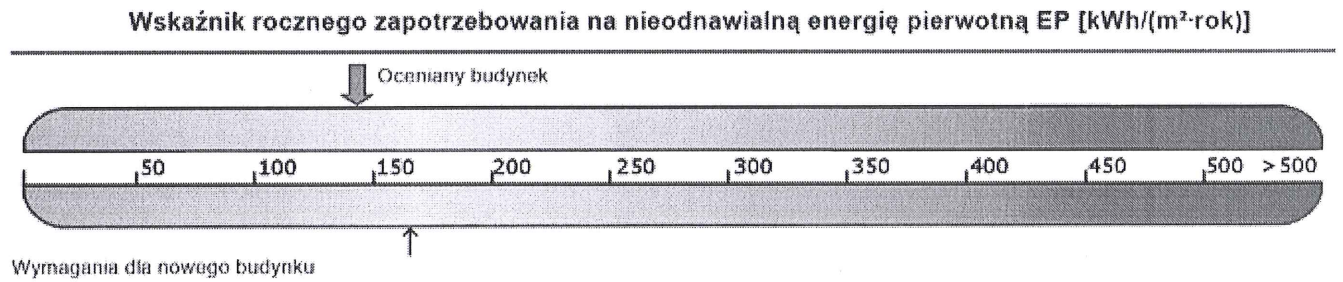 Wskaźnik rocznego zapotrzebowania na nieodnawialną energię pierwotną EP [kWh/(m²·rok)]
Oceniany budynek
50 100 150 200 250 300 350 400 450 500 > 500
Wymagania dla nowego budynku